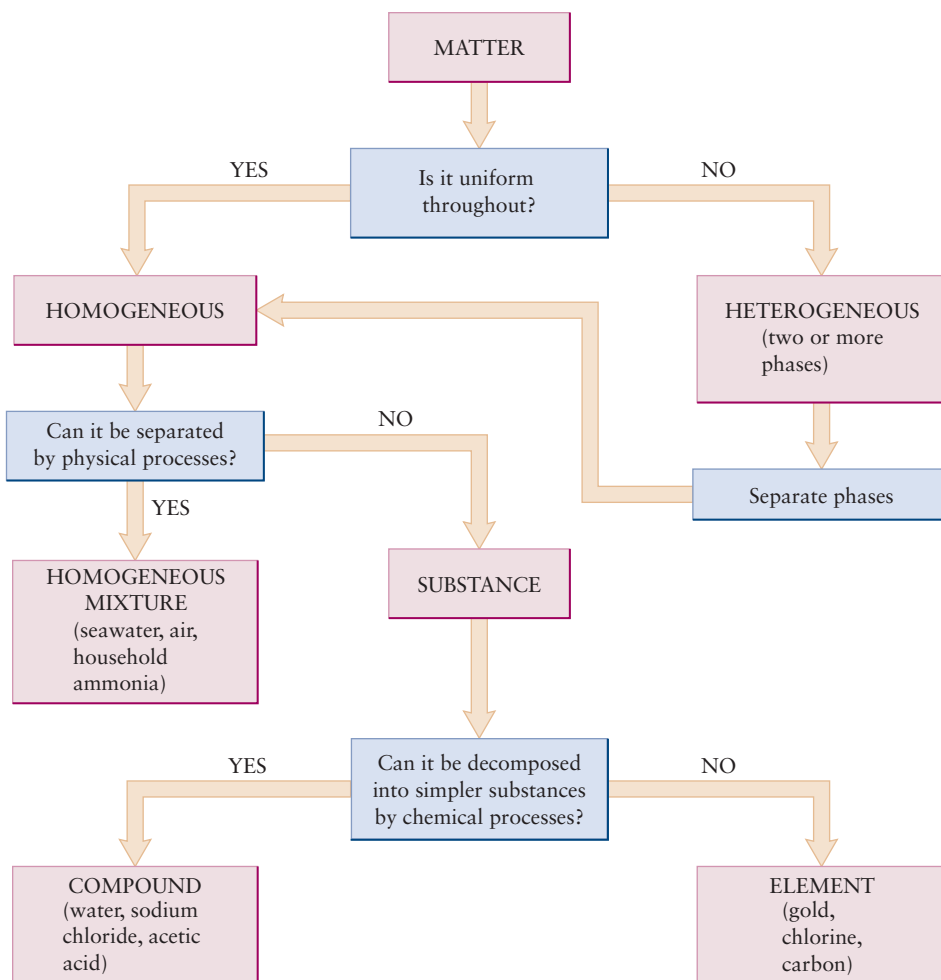 MATTER
YES
Is it uniform
throughout?
NO
HOMOGENEOUS
HETEROGENEOUS
(two or more
phases)
Can it be separated
by physical processes?
NO
Separate phases
YES
HOMOGENEOUS
MIXTURE
(seawater, air,
household
ammonia)
SUBSTANCE
YES
Can it be decomposed
into simpler substances
by chemical processes?
NO
COMPOUND
(water, sodium
chloride, acetic
acid)
ELEMENT
(gold,
chlorine,
carbon)